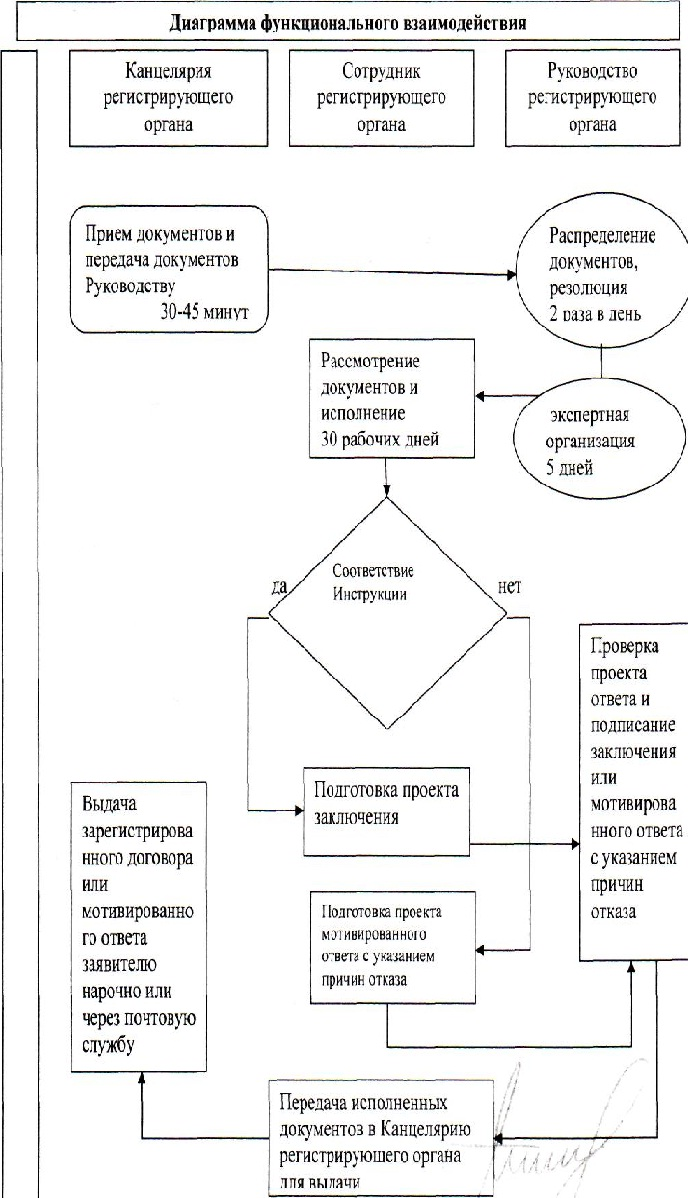 Диаграмма функционального взаимодействия
Канцелярия
регистрирующего
органа
Сотрудник
регистрирующего
органа
Руководство
регистрирующего
органа
Прием документов и
передача документов
Руководству
30-45 минут
Распределение
документов,
резолюция
2 раза в день
Рассмотрение
документов и
исполнение
30 рабочих дней
экспертная
организация
5 дней
Соответствие
Инструкции
да
нет
Проверка
проекта
ответа и
подписание
заключения
или
мотивирова
нного ответа
с указанием
причин
отказа
Подготовка проекта
заключения
Выдача
зарегистрирова
нного договора
или
мотивированно
го ответа
заявителю
нарочно или
через почтовую
службу
Подготовка проекта
мотивированного
ответа с указанием
причин отказа
Передача исполненных
документов в Канцелярию
регистрирующего органа
для выдачи